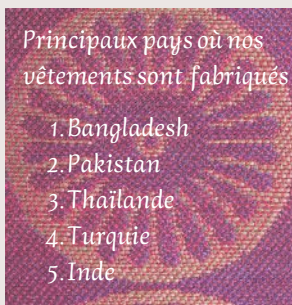 Principaux pays où nos
vêtements sont fabriqués
1. Bangladesh
2. Pakistan
3. Thaïlande
4. Turquie
5. Inde